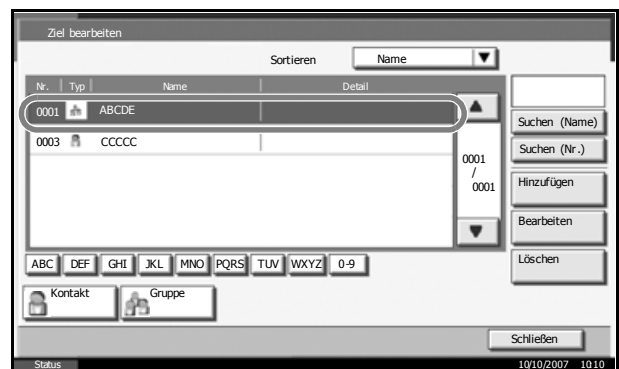 Ziel bearbeiten
Sortieren Name
Nr. Typ Name Detail
0001 ABCDE
0003 CCCCC
0001
/
0001
Suchen (Name)
Suchen (Nr.)
Hinzufügen
Bearbeiten
Löschen
ABC DEF GHI JKL MNO PQRS TUV WXYZ 0-9
Kontakt Gruppe
Schließen
Status 10/10/2007 10:10